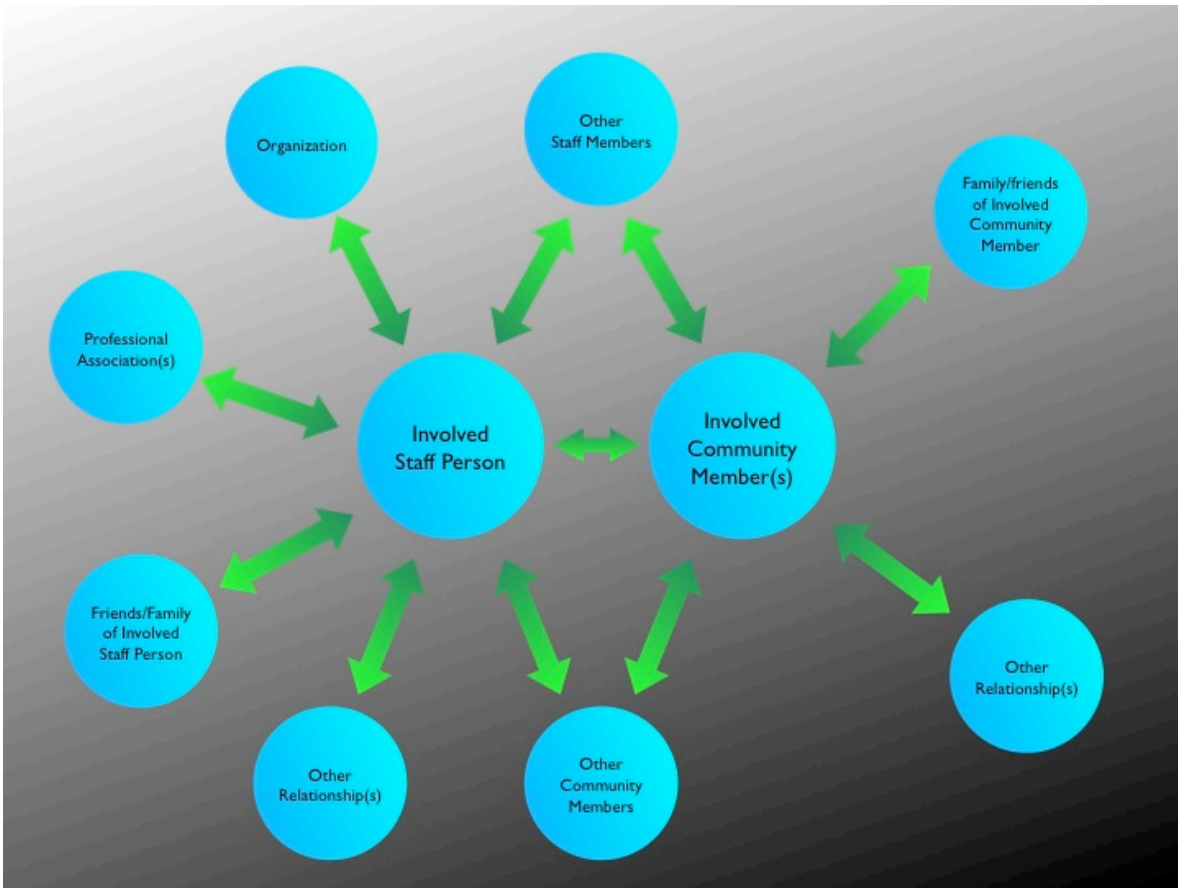 Organization
Other
Staff Members
Family/friends
of Involved
Community
Member
Professional
Association(s)
Involved
Staff Person
Involved
Community
Member(s)
Friends/Family
of Involved
Staff Person
Other
Relationship(s)
Other
Relationship(s)
Other
Community
Members